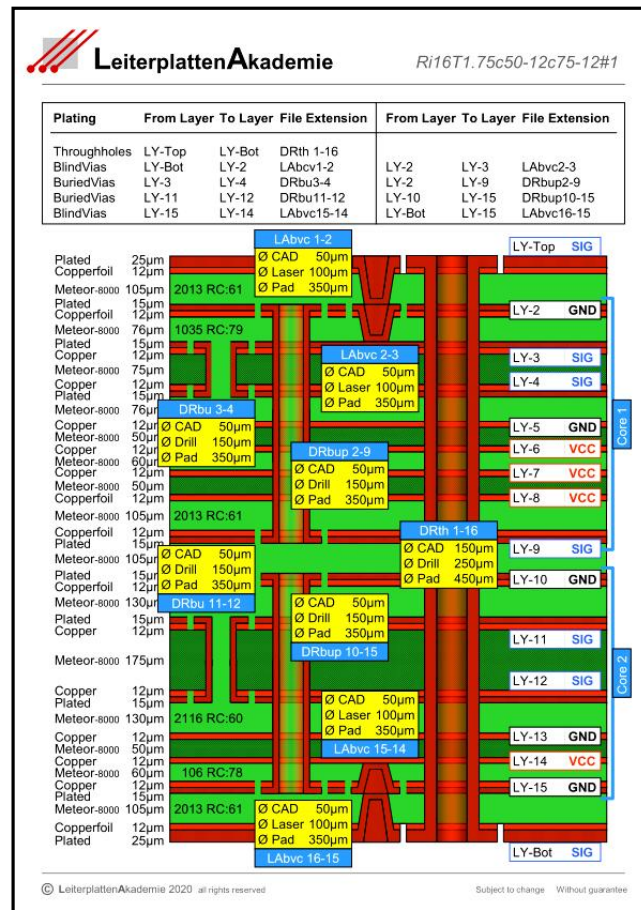 LeiterplattenAkademie
Ri16T1.75c50-12c75-12#1
Plating From Layer To Layer File Extension From Layer To Layer File Extension
Throughholes LY-Top LY-Bot DRth 1-16
BlindVias LY-Bot LY-2 LAbcv1-2 LY-2 LY-3 LAbvc2-3
BuriedVias LY-3 LY-4 DRbu3-4 LY-2 LY-9 DRbup2-9
BuriedVias LY-11 LY-12 DRbu11-12 LY-10 LY-15 DRbup10-15
BlindVias LY-15 LY-14 LAbvc15-14 LY-Bot LY-15 LAbvc16-15
LAbvc 1-2
Ø CAD 50µm
Ø Laser 100µm
Ø Pad 350µm
LY-Top SIG
Plated 25µm
Copperfoil 12µm
Meteor-8000 105µm 2013 RC:61
Plated 15µm
Copperfoil 12µm
LY-2 GND
Meteor-8000 76µm 1035 RC:79
Plated 15µm
Copper 12µm
LY-3 SIG
Meteor-8000 75µm
Copper 12µm
LY-4 SIG
Plated 15µm
Meteor-8000 76µm
LAbvc 2-3
Ø CAD 50µm
Ø Laser 100µm
Ø Pad 350µm
Core 1
DRbu 3-4
Ø CAD 50µm
Ø Drill 150µm
Ø Pad 350µm
Copper 12µm
LY-5 GND
Meteor-8000 50µm
Copper 12µm
LY-6 VCC
Meteor-8000 60µm
Copper 12µm
LY-7 VCC
Meteor-8000 50µm
Copperfoil 12µm
LY-8 VCC
DRbup 2-9
Ø CAD 50µm
Ø Drill 150µm
Ø Pad 350µm
Meteor-8000 105µm 2013 RC:61
Copperfoil 12µm
Plated 15µm
LY-9 SIG
Meteor-8000 105µm
DRth 1-16
Ø CAD 150µm
Ø Drill 250µm
Ø Pad 450µm
Plated 15µm
Copperfoil 12µm
LY-10 GND
Ø CAD 50µm
Ø Drill 150µm
Ø Pad 350µm
DRbu 11-12
Meteor-8000 130µm
Plated 15µm
Copper 12µm
LY-11 SIG
Ø CAD 50µm
Ø Drill 150µm
Ø Pad 350µm
DRbup 10-15
Meteor-8000 175µm
LY-12 SIG
Core 2
Copper 12µm
Plated 15µm
Meteor-8000 130µm 2116 RC:60
Ø CAD 50µm
Ø Laser 100µm
Ø Pad 350µm
LAbvc 15-14
Copper 12µm
LY-13 GND
Meteor-8000 50µm
Copper 12µm
LY-14 VCC
Meteor-8000 60µm 106 RC:78
Copper 12µm
LY-15 GND
Plated 15µm
Meteor-8000 105µm 2013 RC:61
Ø CAD 50µm
Ø Laser 100µm
Ø Pad 350µm
LAbvc 16-15
Copperfoil 12µm
Plated 25µm
LY-Bot SIG
© LeiterplattenAkademie 2020 all rights reserved
Subject to change Without guarantee